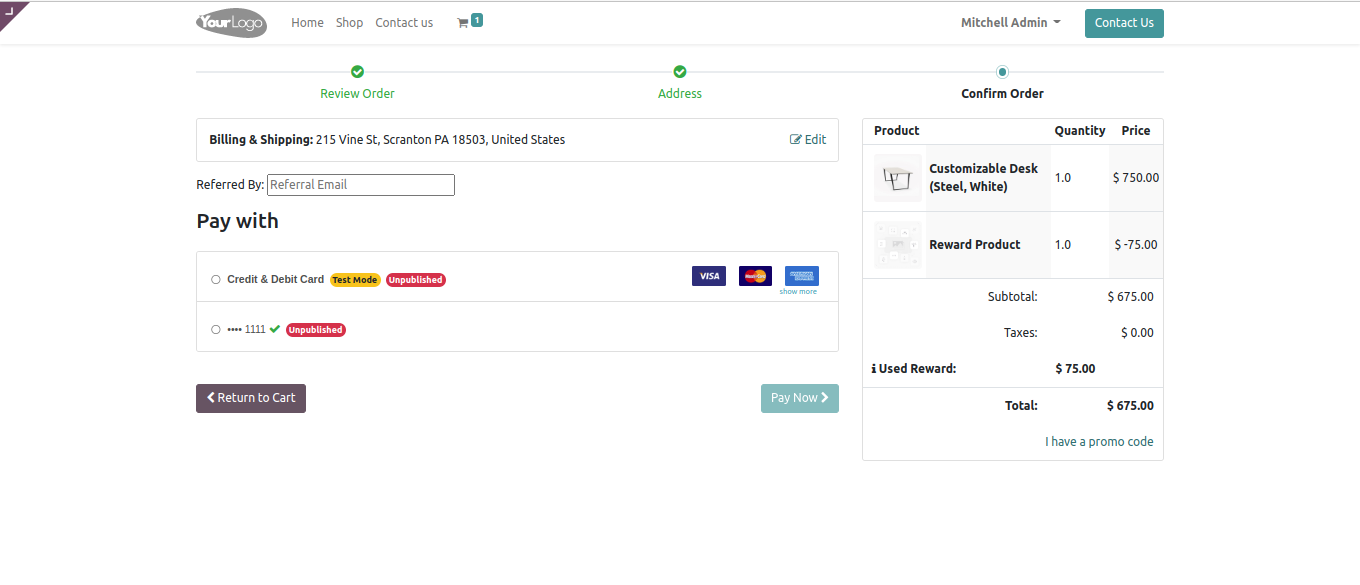 YourLogo Home Shop Contact us 1 Mitchell Admin Contact Us
Review Order Address Confirm Order
Billing & Shipping: 215 Vine St, Scranton PA 18503, United States Edit
Referred By: Referral Email
Pay with
Credit & Debit Card Test Mode Unpublished VISA
show more
•••• 1111 Unpublished
Return to Cart Pay Now
Product Quantity Price
Customizable Desk
(Steel, White) 1.0 $ 750.00
Reward Product 1.0 $ -75.00
Subtotal: $ 675.00
Taxes: $ 0.00
Used Reward: $ 75.00
Total: $ 675.00
I have a promo code